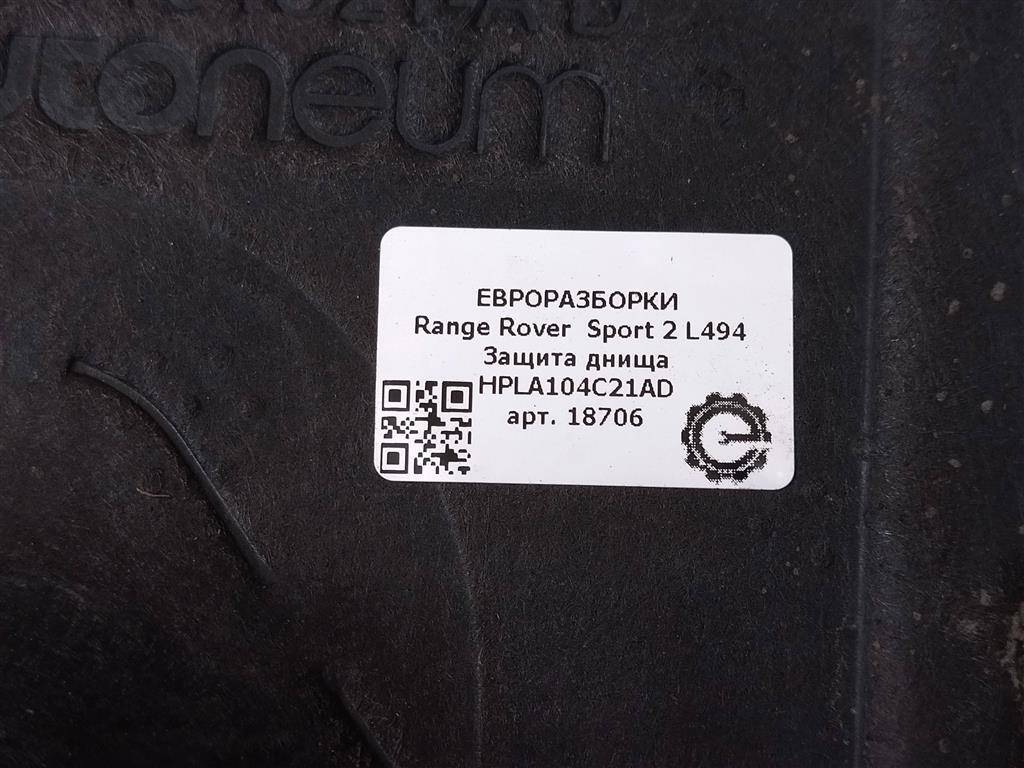 utoneum
ЕВРОРАЗБОРКИ
Range Rover Sport 2 L494
Защита днища
HPLA104C21AD
арт. 18706